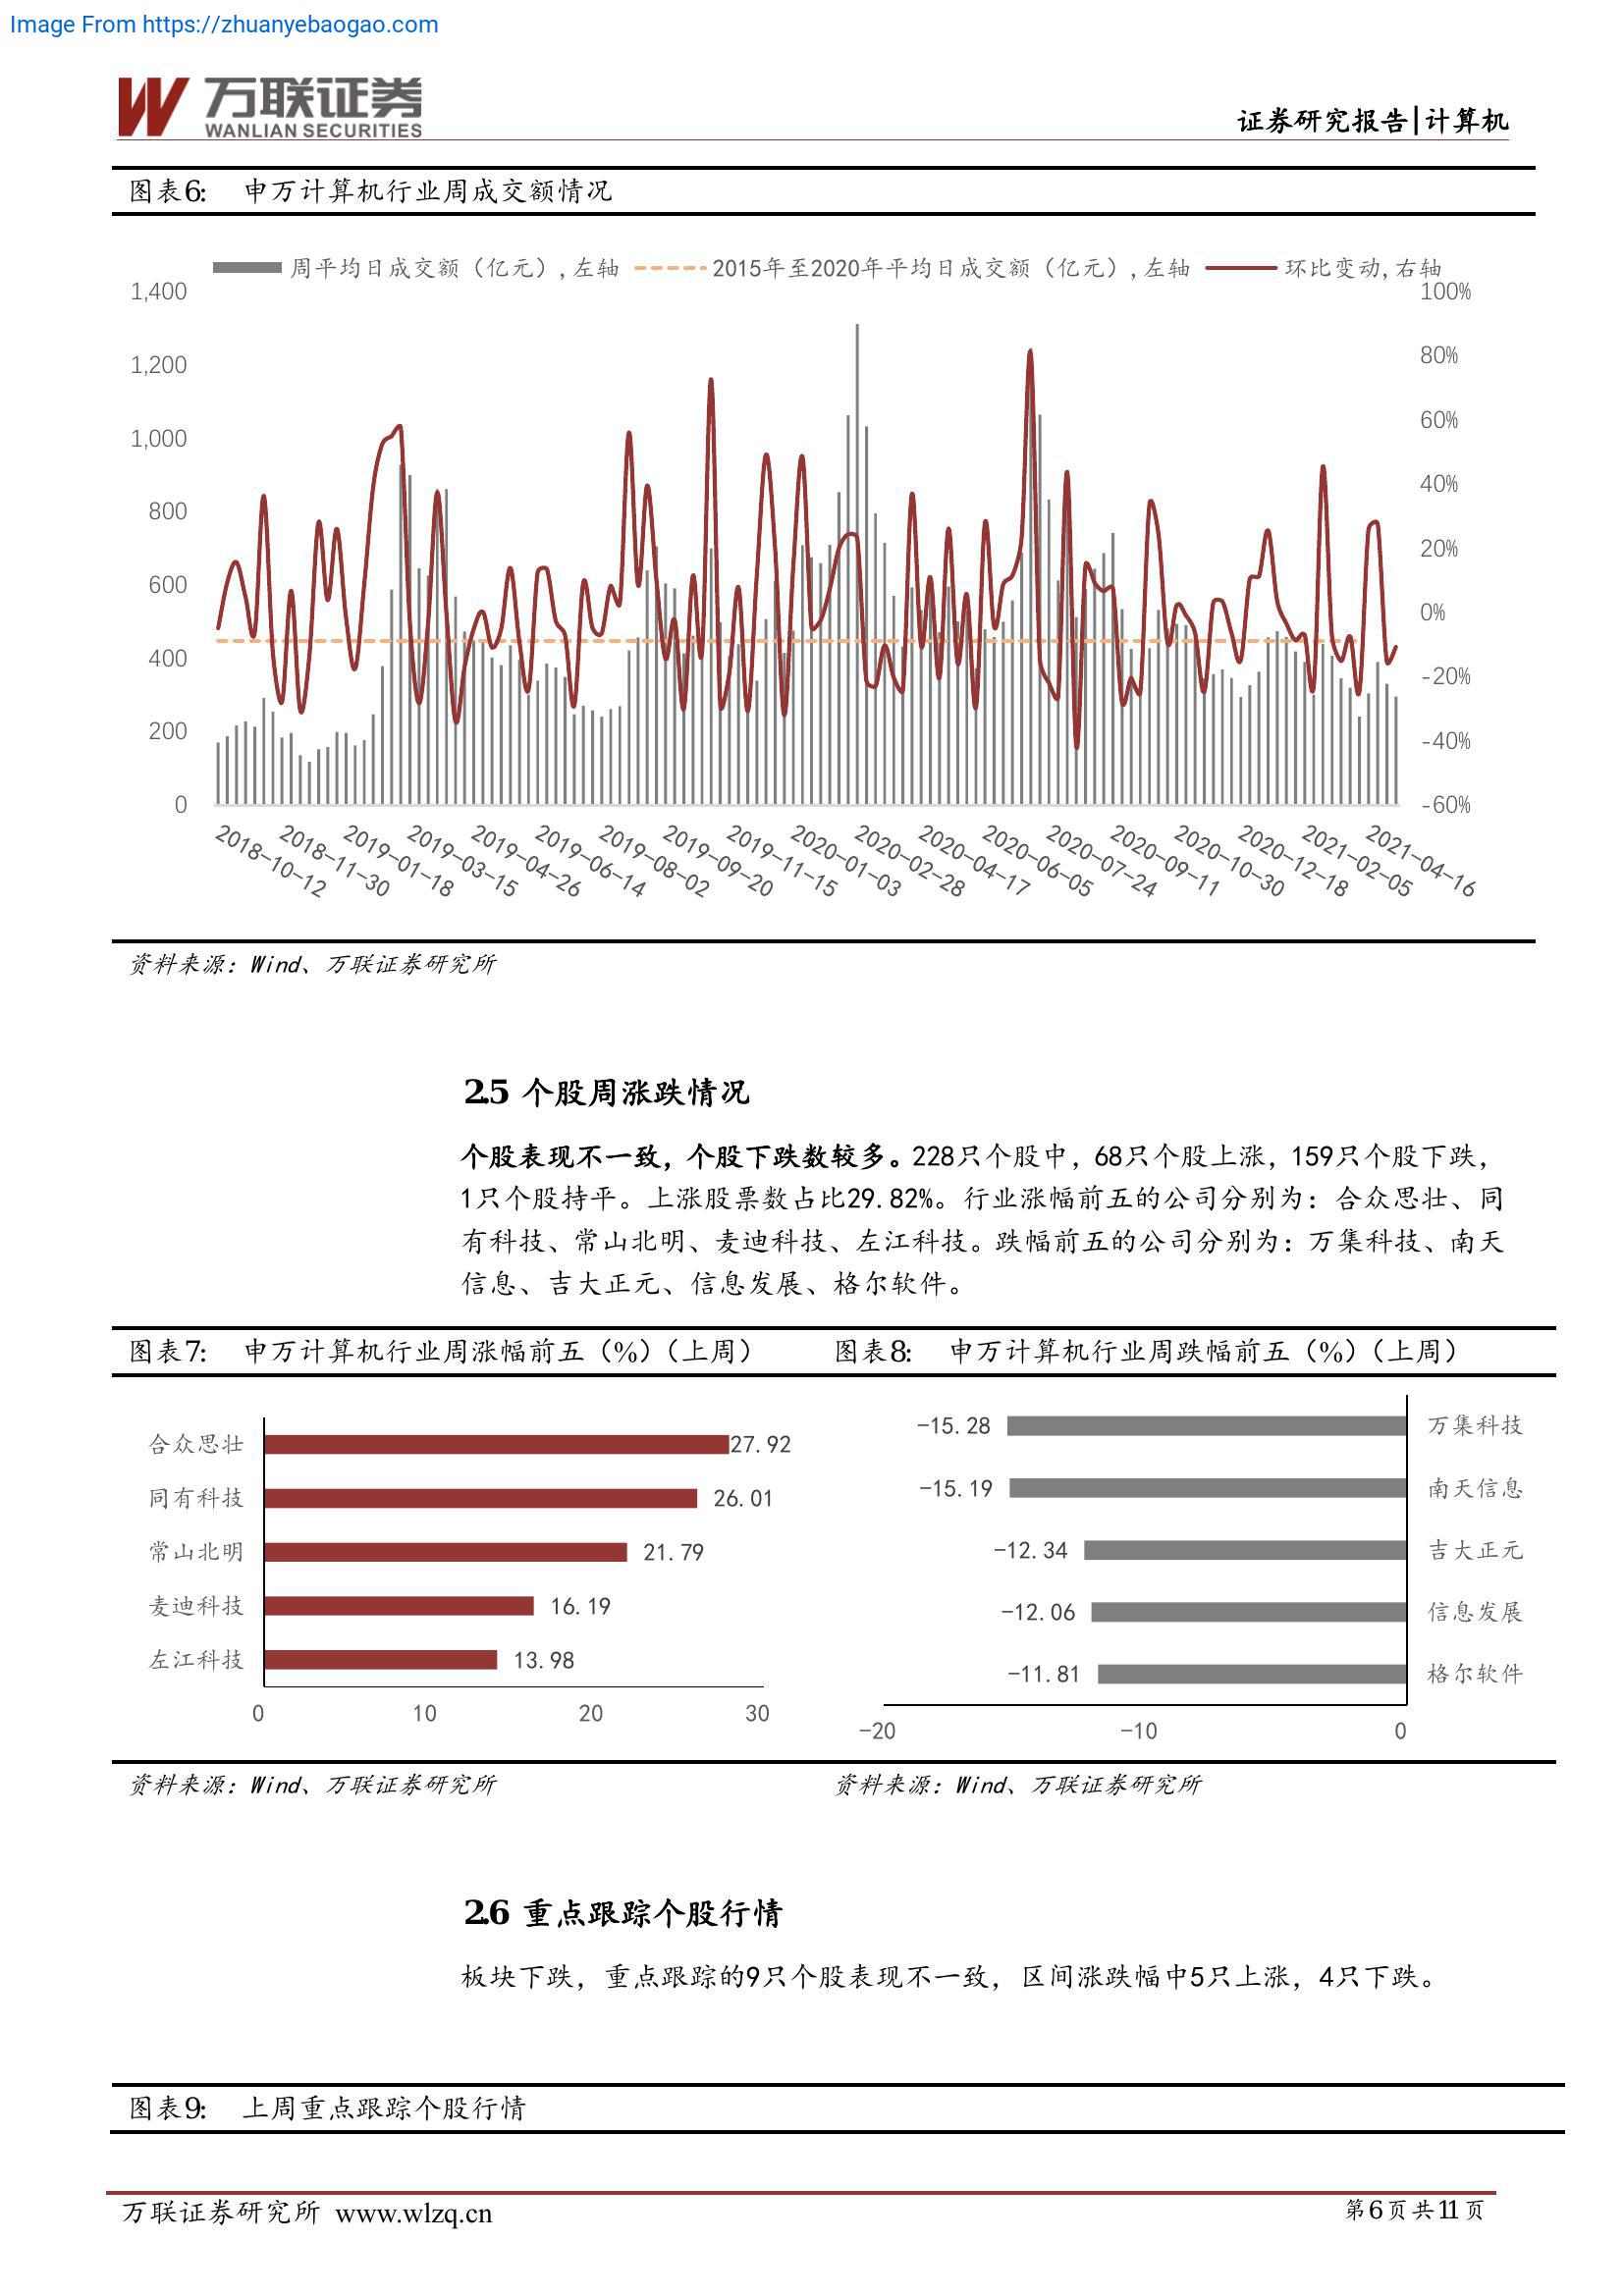 Image From https://zhuanyebaogao.com
万联证券
WANLIAN SECURITIES
证券研究报告|计算机
图表6: 申万计算机行业周成交额情况
周平均日成交额（亿元）,左轴 2015年至2020年平均日成交额（亿元）,左轴 环比变动,右轴
1,400 100%
1,200 80%
1,000 60%
800 40%
600 20%
400 0%
200 -20%
0 -40%
-60%
2018-10-12 2018-11-30 2019-01-18 2019-03-15 2019-04-26 2019-06-14 2019-08-02 2019-09-20 2019-11-15 2020-01-03 2020-02-28 2020-04-17 2020-06-05 2020-07-24 2020-09-11 2020-10-30 2020-12-18 2021-02-05 2021-04-16
资料来源：Wind、万联证券研究所
2.5 个股周涨跌情况
个股表现不一致，个股下跌数较多。228只个股中，68只个股上涨，159只个股下跌，
1只个股持平。上涨股票数占比29.82%。行业涨幅前五的公司分别为：合众思壮、同
有科技、常山北明、麦迪科技、左江科技。跌幅前五的公司分别为：万集科技、南天
信息、吉大正元、信息发展、格尔软件。
图表7: 申万计算机行业周涨幅前五（%）（上周）
合众思壮 27.92
同有科技 26.01
常山北明 21.79
麦迪科技 16.19
左江科技 13.98
0 10 20 30
资料来源：Wind、万联证券研究所
图表8: 申万计算机行业周跌幅前五（%）（上周）
-15.28 万集科技
-15.19 南天信息
-12.34 吉大正元
-12.06 信息发展
-11.81 格尔软件
-20 -10 0
资料来源：Wind、万联证券研究所
2.6 重点跟踪个股行情
板块下跌，重点跟踪的9只个股表现不一致，区间涨跌幅中5只上涨，4只下跌。
图表9: 上周重点跟踪个股行情
万联证券研究所 www.wlzq.cn
第6页共11页